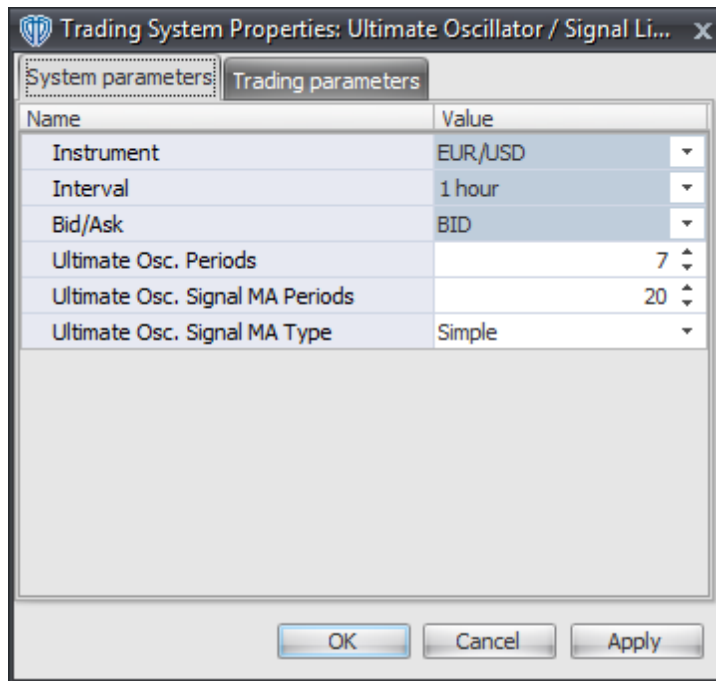 Trading System Properties: Ultimate Oscillator / Signal Li... x
System parameters Trading parameters
Name Value
Instrument EUR/USD
Interval 1 hour
Bid/Ask BID
Ultimate Osc. Periods 7
Ultimate Osc. Signal MA Periods 20
Ultimate Osc. Signal MA Type Simple
OK Cancel Apply